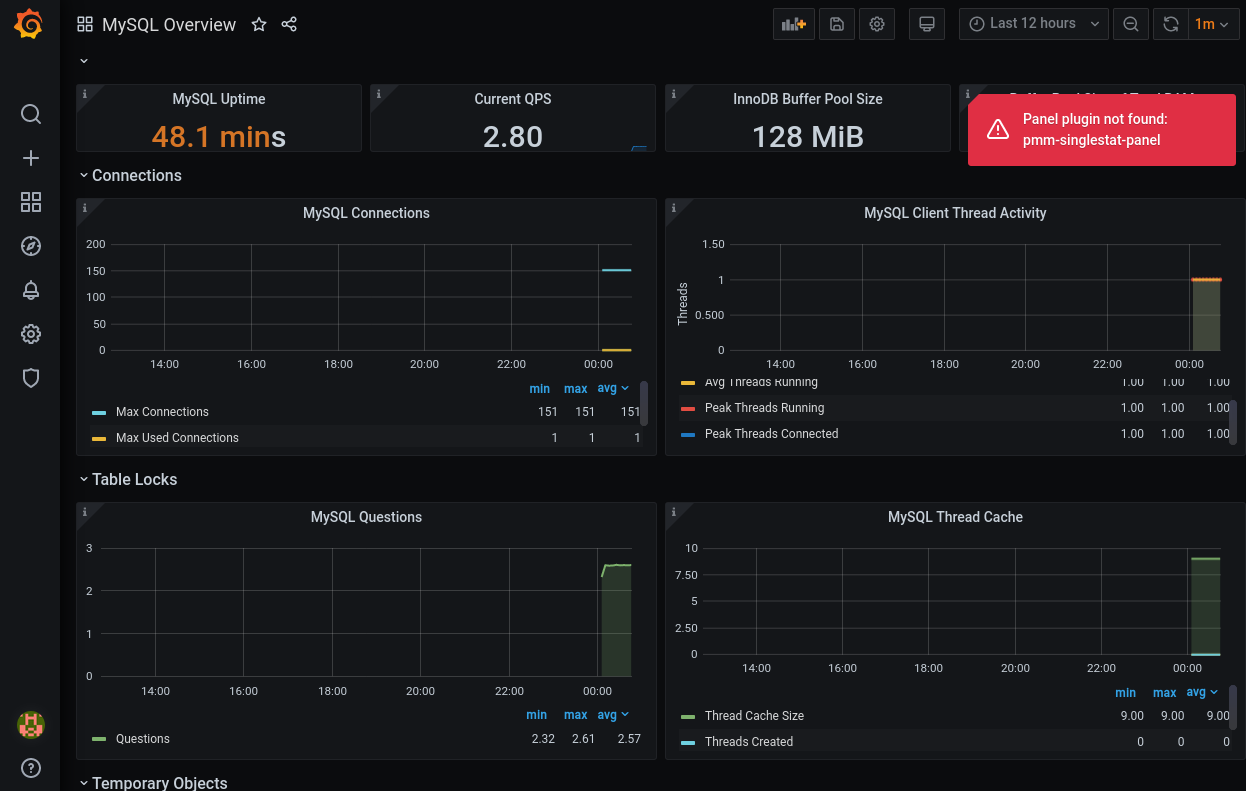 MySQL Overview
Last 12 hours
1m
MySQL Uptime
48.1 mins
Current QPS
2.80
InnoDB Buffer Pool Size
128 MiB
Panel plugin not found:
pmm-singlestat-panel
Connections
MySQL Connections
200
150
100
50
0
14:00 16:00 18:00 20:00 22:00 00:00
min max avg
Max Connections 151 151 151
Max Used Connections 1 1 1
MySQL Client Thread Activity
Threads
1.50
1
0.500
0
14:00 16:00 18:00 20:00 22:00 00:00
Avg Threads Running 1.00 1.00 1.00
Peak Threads Running 1.00 1.00 1.00
Peak Threads Connected 1.00 1.00 1.00
Table Locks
MySQL Questions
3
2
1
0
14:00 16:00 18:00 20:00 22:00 00:00
min max avg
Questions 2.32 2.61 2.57
MySQL Thread Cache
10
7.50
5
2.50
0
14:00 16:00 18:00 20:00 22:00 00:00
min max avg
Thread Cache Size 9.00 9.00 9.00
Threads Created 0 0 0
Temporary Objects